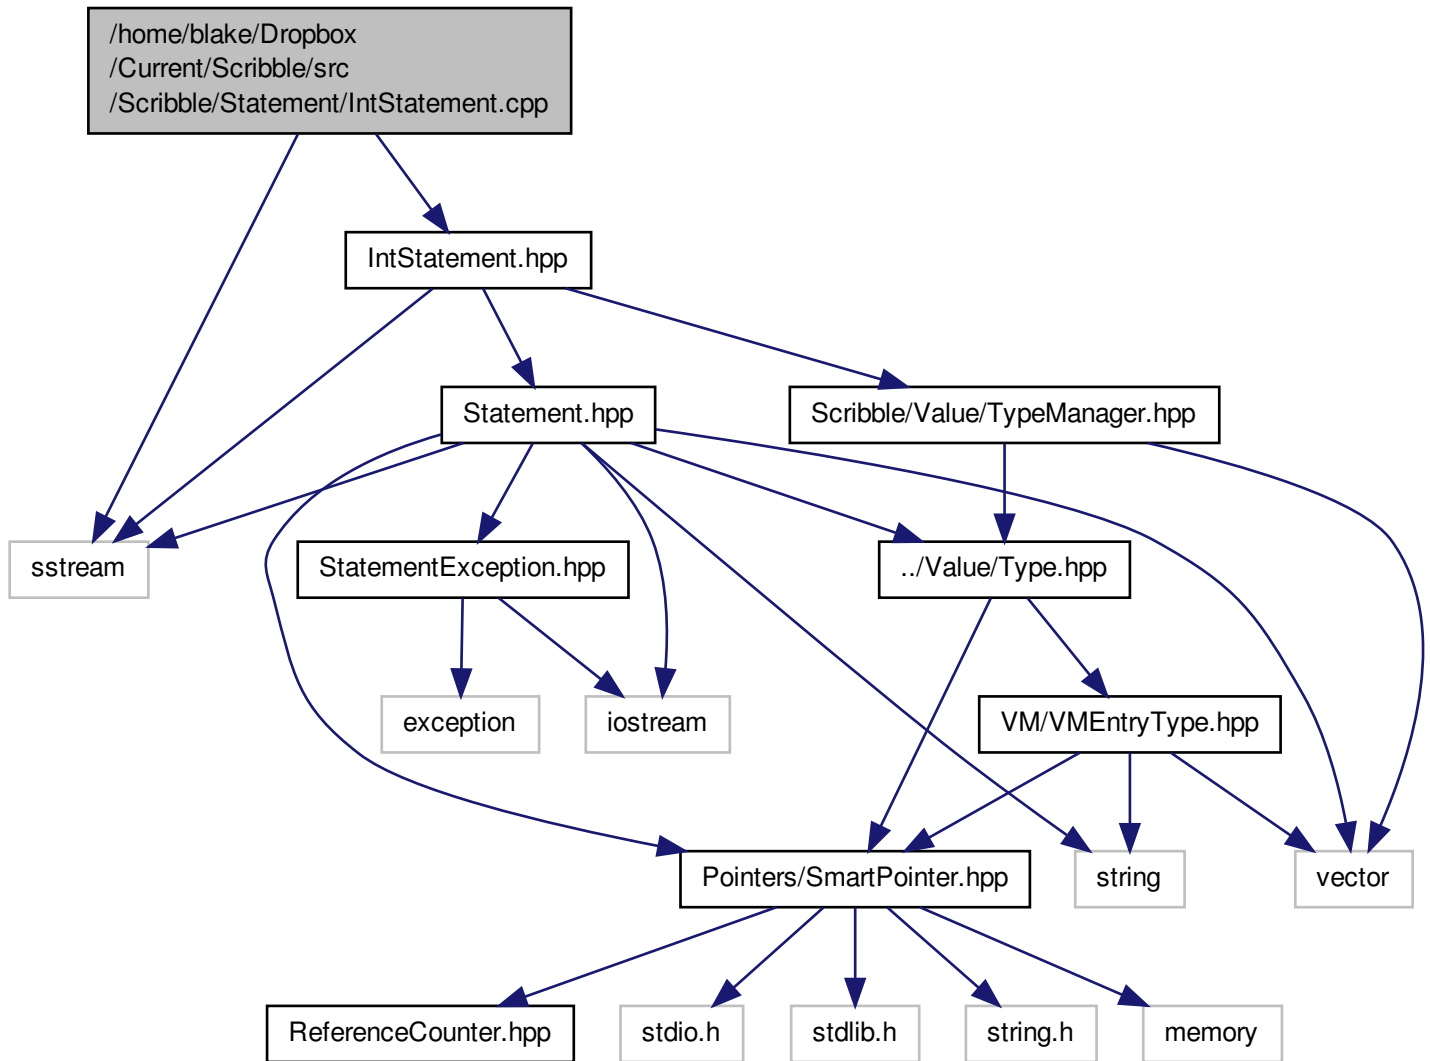 /home/blake/Dropbox
/Current/Scribble/src
/Scribble/Statement/IntStatement.cpp
IntStatement.hpp
Statement.hpp
Scribble/Value/TypeManager.hpp
sstream
StatementException.hpp
../Value/Type.hpp
exception
iostream
VM/VMEntryType.hpp
Pointers/SmartPointer.hpp
string
vector
ReferenceCounter.hpp
stdio.h
stdlib.h
string.h
memory